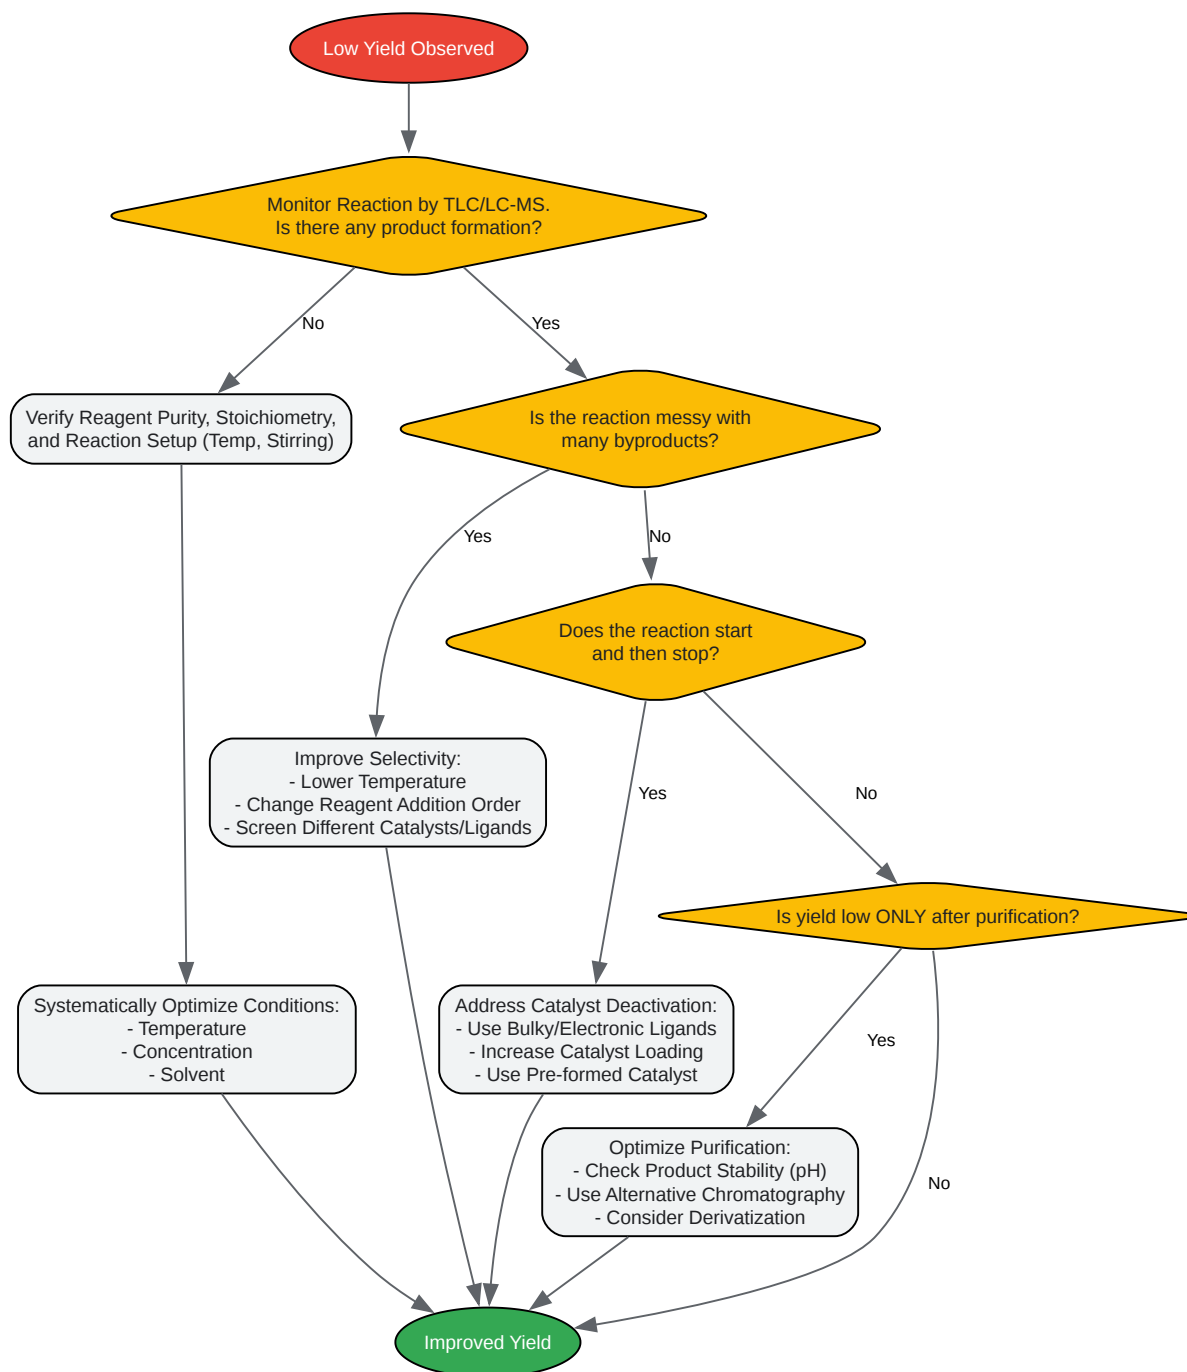 Low Yield Observed
Monitor Reaction by TLC/LC-MS.
Is there any product formation?
No
Yes
Verify Reagent Purity, Stoichiometry,
and Reaction Setup (Temp, Stirring)
Is the reaction messy with
many byproducts?
Yes
No
Does the reaction start
and then stop?
Improve Selectivity:
- Lower Temperature
- Change Reagent Addition Order
- Screen Different Catalysts/Ligands
Yes
No
Is yield low ONLY after purification?
Systematically Optimize Conditions:
- Temperature
- Concentration
- Solvent
Address Catalyst Deactivation:
- Use Bulky/Electronic Ligands
- Increase Catalyst Loading
- Use Pre-formed Catalyst
Yes
No
Optimize Purification:
- Check Product Stability (pH)
- Use Alternative Chromatography
- Consider Derivatization
Improved Yield